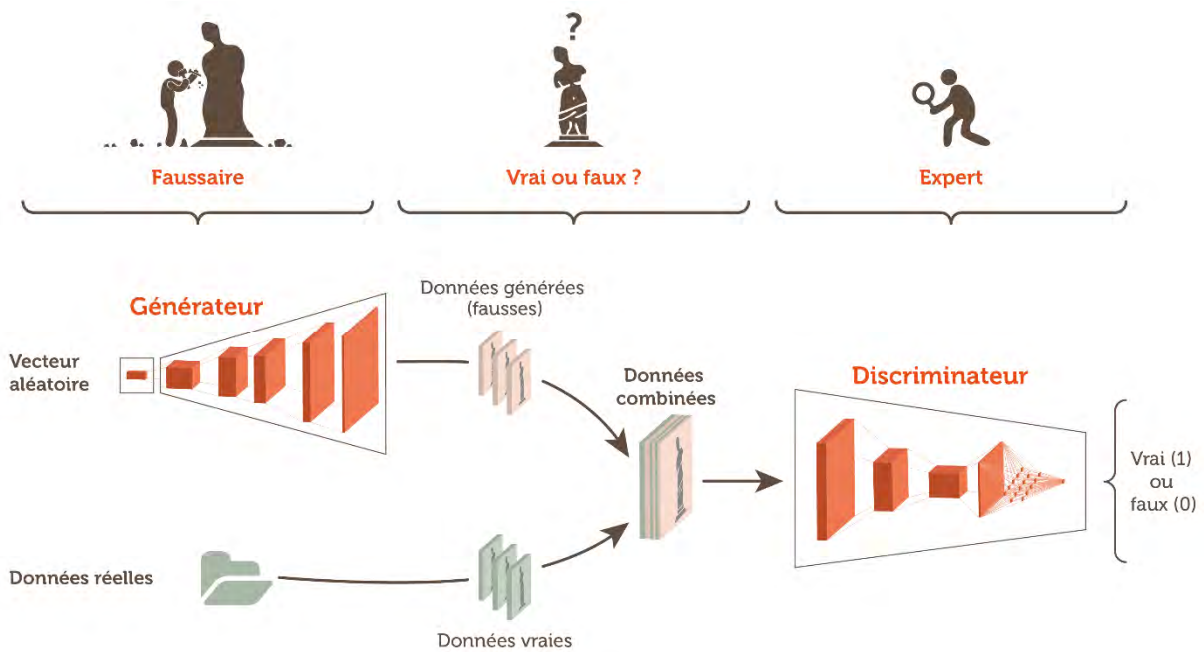 ?
Faussaire
Vrai ou faux ?
Expert
Générateur
Données générées
(fausses)
Vecteur
aléatoire
Données
combinées
Discriminateur
Vrai (1)
ou
faux (0)
Données réelles
Données vraies